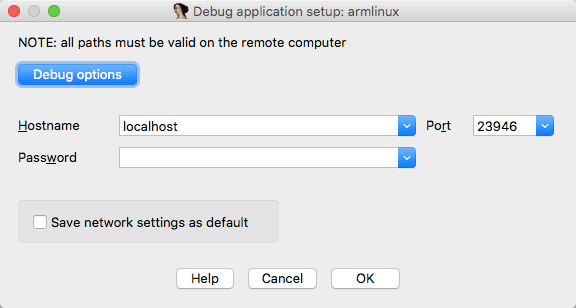 Debug application setup: armlinux
NOTE: all paths must be valid on the remote computer
Debug options
Hostname localhost Port 23946
Password
Save network settings as default
Help Cancel OK